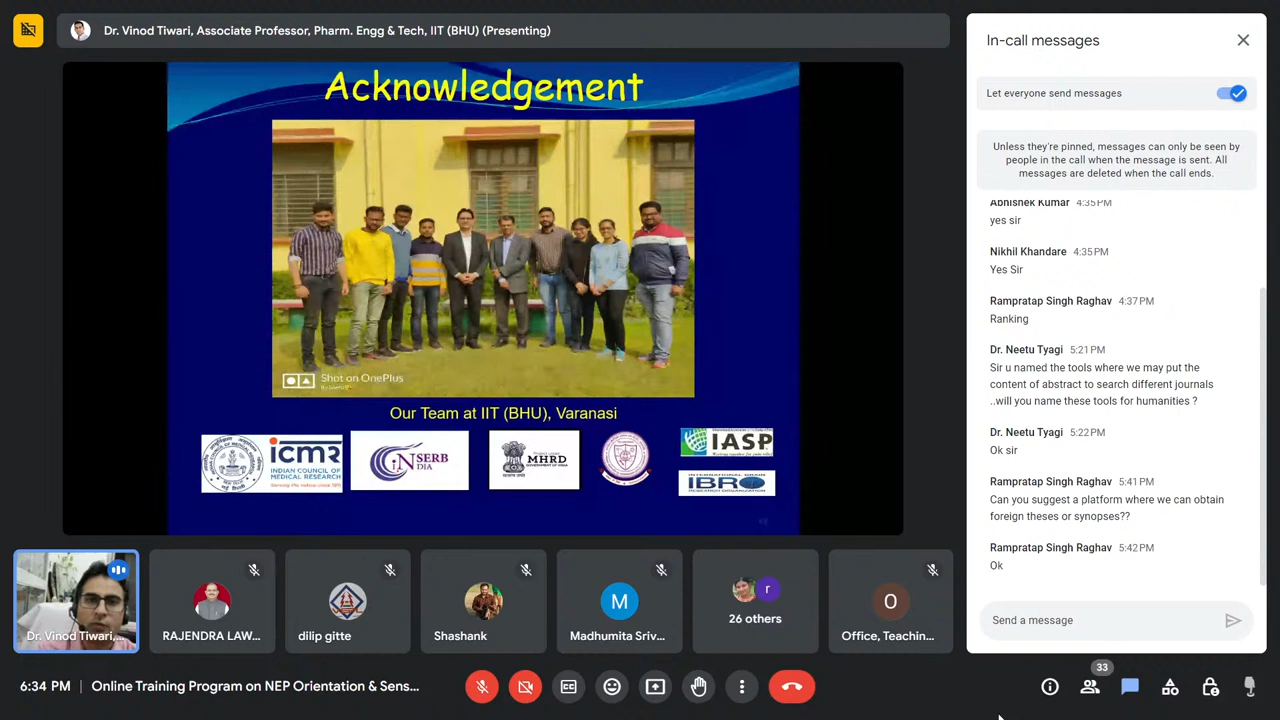 Dr. Vinod Tiwari, Associate Professor, Pharm. Engg & Tech, IIT (BHU) (Presenting)
Acknowledgement
Shot on OnePlus
Our Team at IIT (BHU), Varanasi
icmr
INDIAN COUNCIL OF
MEDICAL RESEARCH
SERB
DIA
MHRD
GOVERNMENT OF INDIA
IASP
INTERNATIONAL BRAIN
IBRO
RESEARCH ORGANIZATION
Dr. Vinod Tiwari,...
RAJENDRA LAW...
dilip gitte
Shashank
M
Madhumita Sriv...
r
26 others
O
Office, Teachin...
6:34 PM | Online Training Program on NEP Orientation & Sens...
33
In-call messages
Let everyone send messages
Unless they're pinned, messages can only be seen by
people in the call when the message is sent. All
messages are deleted when the call ends.
Abhishek Kumar 4:35 PM
yes sir
Nikhil Khandare 4:35 PM
Yes Sir
Rampratap Singh Raghav 4:37 PM
Ranking
Dr. Neetu Tyagi 5:21 PM
Sir u named the tools where we may put the
content of abstract to search different journals
..will you name these tools for humanities ?
Dr. Neetu Tyagi 5:22 PM
Ok sir
Rampratap Singh Raghav 5:41 PM
Can you suggest a platform where we can obtain
foreign theses or synopses??
Rampratap Singh Raghav 5:42 PM
Ok
Send a message